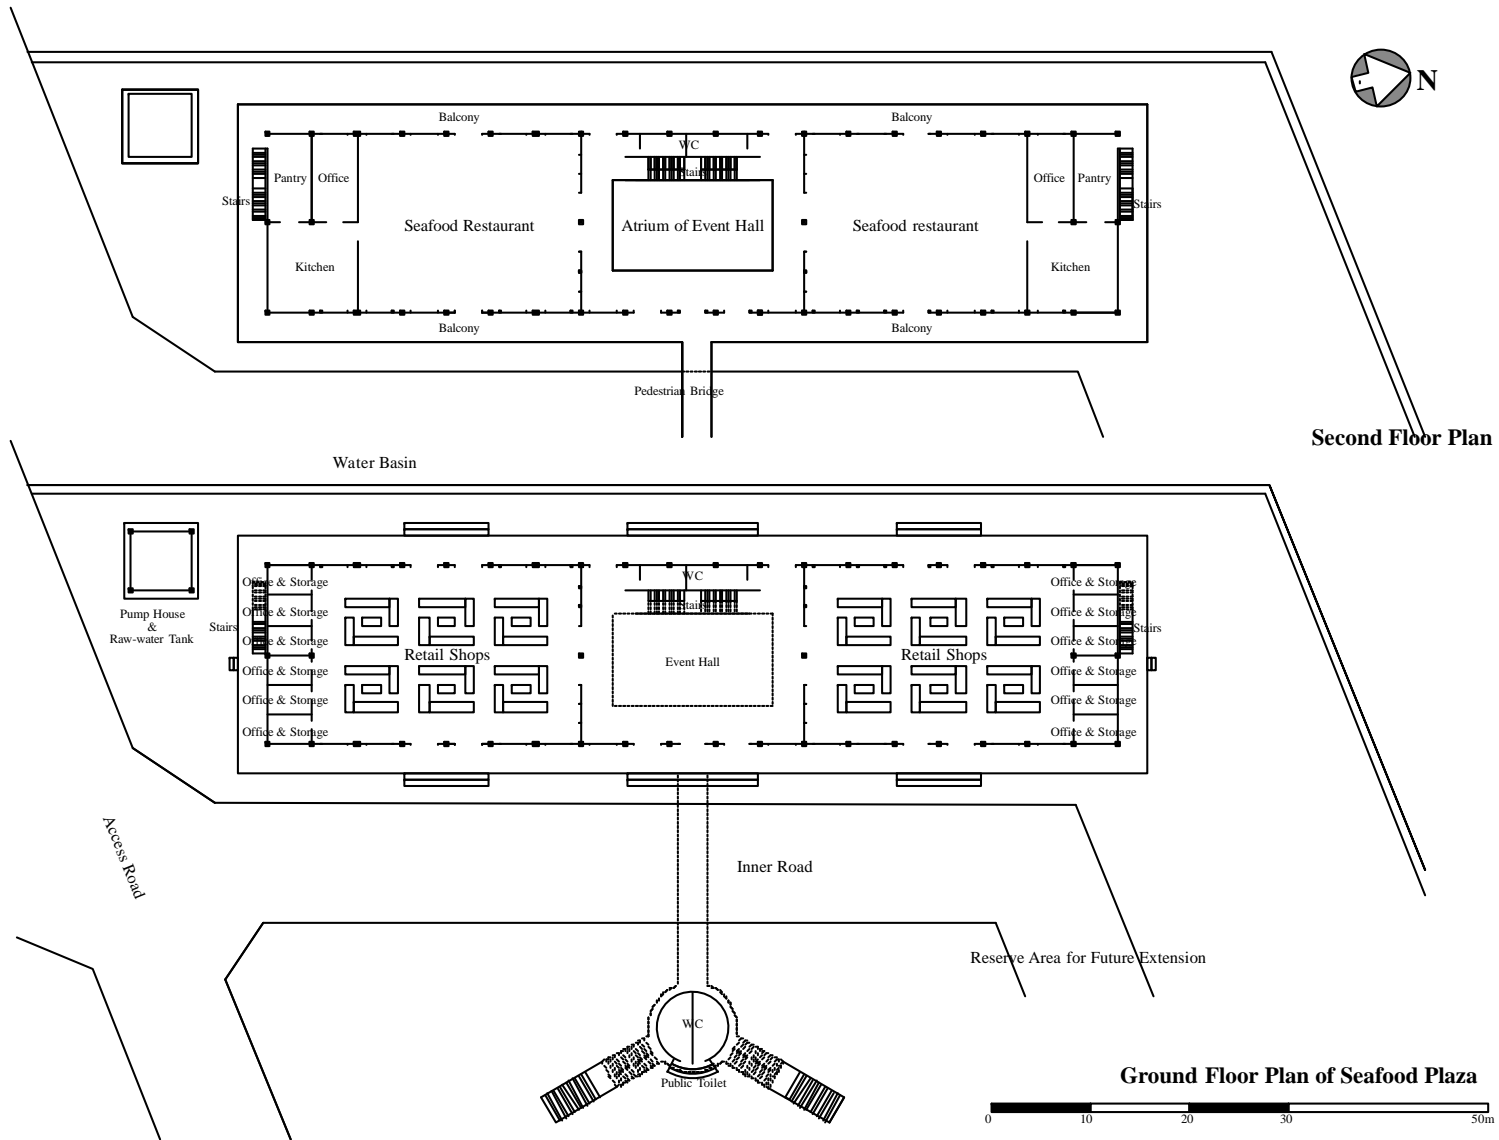 N
Balcony Balcony
WC
Stairs
Pantry Office Office Pantry
Stairs Stairs
Seafood Restaurant Atrium of Event Hall Seafood restaurant
Kitchen Kitchen
Balcony Balcony
Pedestrian Bridge
Second Floor Plan
Water Basin
WC
Office & Storage Office & Storage
Stairs
Office & Storage Office & Storage
Pump House
&
Raw-water Tank
Stairs Stairs
Office & Storage Office & Storage
Retail Shops Retail Shops
Event Hall
Office & Storage Office & Storage
Office & Storage Office & Storage
Office & Storage Office & Storage
Access Road
Inner Road
Reserve Area for Future Extension
WC
Public Toilet
Ground Floor Plan of Seafood Plaza
0 10 20 30 50m